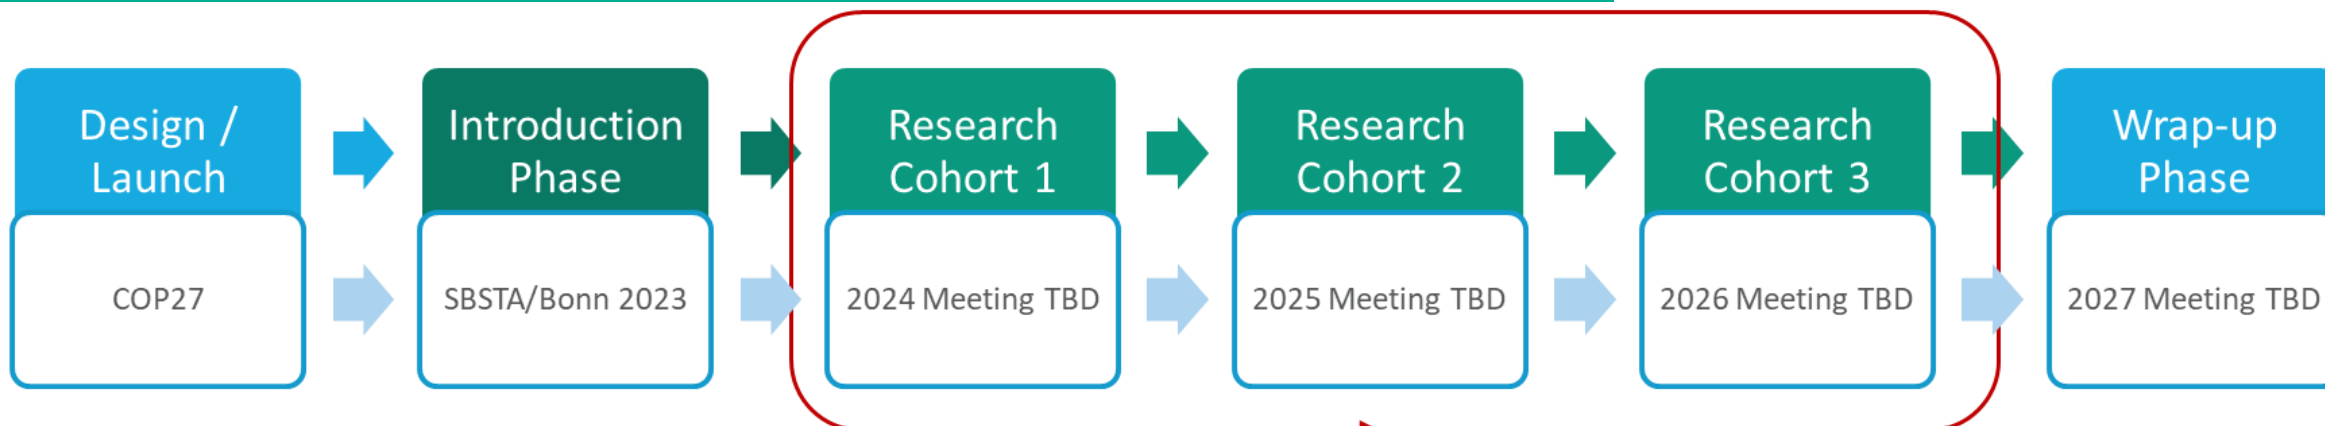 Design /
Launch
Introduction
Phase
Research
Cohort 1
Research
Cohort 2
Research
Cohort 3
Wrap-up
Phase
COP27
SBSTA/Bonn 2023
2024 Meeting TBD
2025 Meeting TBD
2026 Meeting TBD
2027 Meeting TBD